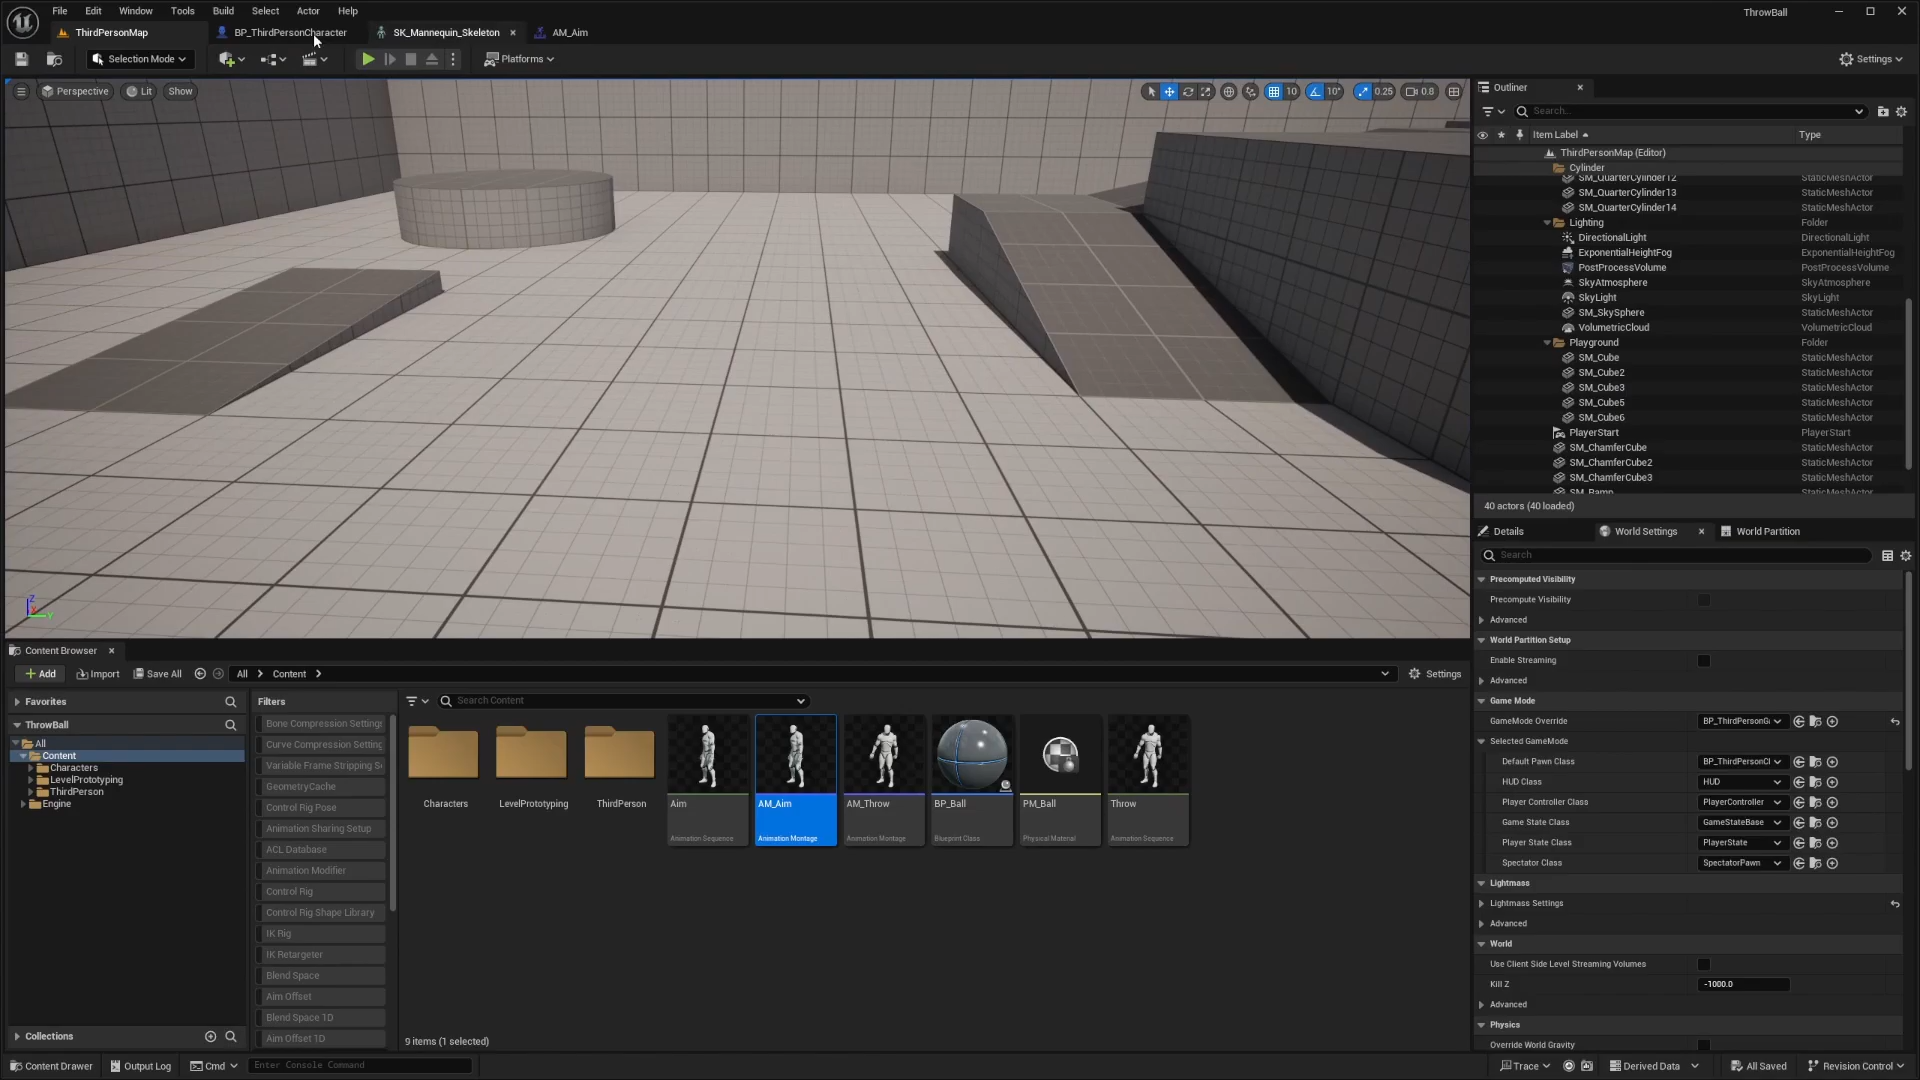 File Edit Window Tools Build Select Actor Help
ThrowBall
ThirdPersonMap BP_ThirdPersonCharacter SK_Mannequin_Skeleton AM_Aim
Selection Mode Platforms Settings
Perspective Lit Show 10 10° 0.25 0.8
Outliner
Search...
Item Label Type
ThirdPersonMap (Editor)
Cylinder
SM_QuarterCylinder12 StaticMeshActor
SM_QuarterCylinder13 StaticMeshActor
SM_QuarterCylinder14 StaticMeshActor
Lighting Folder
DirectionalLight DirectionalLight
ExponentialHeightFog ExponentialHeightFog
PostProcessVolume PostProcessVolume
SkyAtmosphere SkyAtmosphere
SkyLight SkyLight
SM_SkySphere StaticMeshActor
VolumetricCloud VolumetricCloud
Playground Folder
SM_Cube StaticMeshActor
SM_Cube2 StaticMeshActor
SM_Cube3 StaticMeshActor
SM_Cube5 StaticMeshActor
SM_Cube6 StaticMeshActor
PlayerStart PlayerStart
SM_ChamferCube StaticMeshActor
SM_ChamferCube2 StaticMeshActor
SM_ChamferCube3 StaticMeshActor
SM_Ramp StaticMeshActor
40 actors (40 loaded)
Details World Settings World Partition
Search
Precomputed Visibility
Precompute Visibility
Advanced
World Partition Setup
Enable Streaming
Advanced
Game Mode
GameMode Override BP_ThirdPersonG
Selected GameMode
Default Pawn Class BP_ThirdPersonCl
HUD Class HUD
Player Controller Class PlayerController
Game State Class GameStateBase
Player State Class PlayerState
Spectator Class SpectatorPawn
Lightmass
Lightmass Settings
Advanced
World
Use Client Side Level Streaming Volumes
Kill Z -1000.0
Advanced
Physics
Override World Gravity
Z
Y
Content Browser
Add Import Save All All Content Settings
Favorites
ThrowBall
All
Content
Characters
LevelPrototyping
ThirdPerson
Engine
Collections
Filters
Bone Compression Settings
Curve Compression Setting
Variable Frame Stripping S
GeometryCache
Control Rig Pose
Animation Sharing Setup
ACL Database
Animation Modifier
Control Rig
Control Rig Shape Library
IK Rig
IK Retargeter
Blend Space
Aim Offset
Blend Space 1D
Aim Offset 1D
Search Content
Characters LevelPrototyping ThirdPerson Aim AM_Aim AM_Throw BP_Ball PM_Ball Throw
Animation Sequence Animation Montage Animation Montage Blueprint Class Physical Material Animation Sequence
9 items (1 selected)
Content Drawer Output Log Cmd Enter Console Command Trace Derived Data All Saved Revision Control